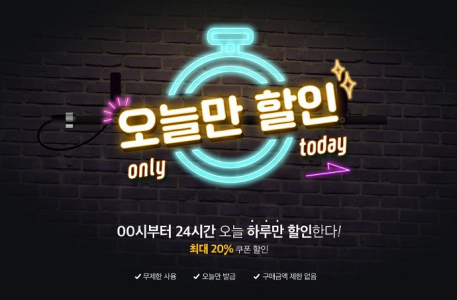 오늘만 할인
only today
00시부터 24시간 오늘 하루만 할인한다!
최대 20% 쿠폰 할인
무제한 사용 오늘만 발급 구매금액 제한 없음